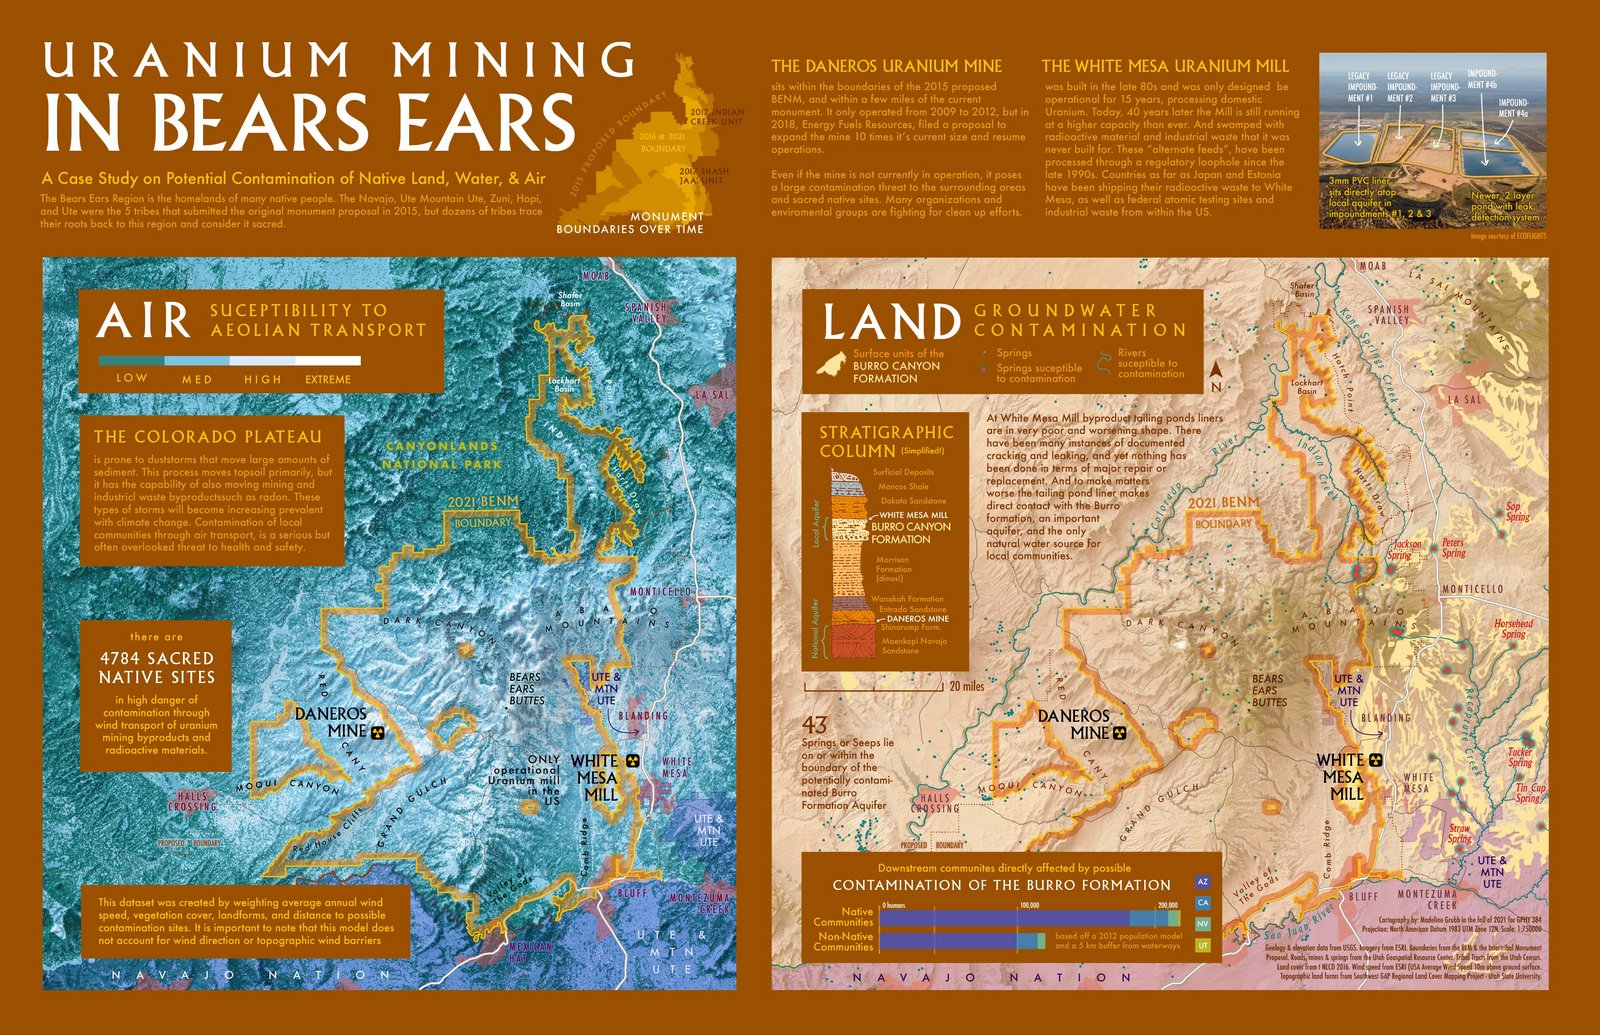 URANIUM MINING
IN BEARS EARS
A Case Study on Potential Contamination of Native Land, Water, & Air
The Bears Ears Region is the homelands of many native people. The Navajo, Ute Mountain Ute, Zuni, Hopi,
and Ute were the 5 tribes that submitted the original monument proposal in 2015, but dozens of tribes trace
their roots back to this region and consider it sacred.
2015 PROPOSED BOUNDARY
2017 INDIAN
CREEK UNIT
2016 & 2021
BOUNDARY
2017 SHASH
JAA' UNIT
MONUMENT
BOUNDARIES OVER TIME
THE DANEROS URANIUM MINE
sits within the boundaries of the 2015 proposed
BENM, and within a few miles of the current
monument. It only operated from 2009 to 2012, but in
2018, Energy Fuels Resources, filed a proposal to
expand the mine 10 times it's current size and resume
operations.
Even if the mine is not currently in operation, it poses
a large contamination threat to the surrounding areas
and sacred native sites. Many organizations and
enviromental groups are fighting for clean up efforts.
THE WHITE MESA URANIUM MILL
was built in the late 80s and was only designed be
operational for 15 years, processing domestic
Uranium. Today, 40 years later the Mill is still running
at a higher capacity than ever. And swamped with
radioactive material and industrial waste that it was
never built for. These "alternate feeds", have been
processed through a regulatory loophole since the
late 1990s. Countries as far as Japan and Estonia
have been shipping their radioactive waste to White
Mesa, as well as federal atomic testing sites and
industrial waste from within the US.
LEGACY
IMPOUND-
MENT #1
LEGACY
IMPOUND-
MENT #2
LEGACY
IMPOUND-
MENT #3
IMPOUND-
MENT #4b
IMPOUND-
MENT #4a
3mm PVC liner
sits directly atop
local aquifer in
impoundments #1, 2 & 3
Newer, 2 layer
pond with leak
detection system
Image courtesy of ECOFLIGHTS
AIR
SUCEPTIBILITY TO
AEOLIAN TRANSPORT
LOW
MED
HIGH
EXTREME
THE COLORADO PLATEAU
is prone to duststorms that move large amounts of
sediment. This process moves topsoil primarily, but
it has the capability of also moving mining and
industricl waste byproductssuch as radon. These
types of storms will become increasing prevalent
with climate change. Contamination of local
communities through air transport, is a serious but
often overlooked threat to health and safety.
there are
4784 SACRED
NATIVE SITES
in high danger of
contamination through
wind transport of uranium
mining byproducts and
radioactive materials.
MOAB
Shafer
Basin
SPANISH
VALLEY
Lockhart
Basin
LA SAL
CANYONLANDS
NATIONAL PARK
2021 BENM
BOUNDARY
MONTICELLO
DARK CANYON
ABAJO
MOUNTAINS
BEARS
EARS
BUTTES
UTE &
MTN
UTE
BLANDING
RED CANYON
DANEROS
MINE
ONLY
operational
Uranium mill
in the
US
WHITE
MESA
MILL
WHITE
MESA
MOQUI CANYON
HALLS
CROSSING
PROPOSED BOUNDARY
Red House Cliffs
GRAND GULCH
Comb Ridge
UTE &
MTN
UTE
Valley of
The Gods
BLUFF
MONTEZUMA
CREEK
MEXICAN
HAT
UTE &
MTN
UTE
NAVAJO NATION
This dataset was created by weighting average annual wind
speed, vegetation cover, landforms, and distance to possible
contamination sites. It is important to note that this model does
not account for wind direction or topographic wind barriers
LAND
GROUNDWATER
CONTAMINATION
Surface units of the
BURRO CANYON
FORMATION
Springs
Springs suceptible
to contamination
Rivers
suceptible to
contamination
N
STRATIGRAPHIC
COLUMN (Simplified!)
Surficial Deposits
Mancos Shale
Dakota Sandstone
WHITE MESA MILL
BURRO CANYON
FORMATION
Morrison
Formation
(dinos!)
Wanakah Formation
Entrada Sandstone
DANEROS MINE
Shinarump Form.
Moenkopi Navajo
Sandstone
Local Aquifer
National Aquifer
20 miles
At White Mesa Mill byproduct tailing ponds liners
are in very poor and worsening shape. There
have been many instances of documented
cracking and leaking, and yet nothing has
been done in terms of major repair or
replacement. And to make matters
worse the tailing pond liner makes
direct contact with the Burro
formation, an important
aquifer, and the only
natural water source for
local communities.
43
Springs or Seeps lie
on or within the
boundary of the
potentially contami-
nated Burro
Formation Aquifer
MOAB
LA SAL MOUNTAINS
Shafer
Basin
SPANISH
VALLEY
Kane Springs Creek
Hatch Point
Lockhart
Basin
LA SAL
Colorado River
Indian Creek
Harts Draw
2021 BENM
BOUNDARY
Sop
Spring
Jackson
Spring
Peters
Spring
MONTICELLO
Horsehead
Spring
DARK CANYON
ABAJO
MOUNTAINS
BEARS
EARS
BUTTES
UTE &
MTN
UTE
BLANDING
Recapture Creek
RED CANYON
DANEROS
MINE
WHITE
MESA
MILL
WHITE
MESA
Tucker
Spring
Tin Cup
Spring
Straw
Spring
MOQUI CANYON
HALLS
CROSSING
PROPOSED BOUNDARY
GRAND GULCH
Comb Ridge
Valley of
The Gods
UTE &
MTN
UTE
BLUFF
MONTEZUMA
CREEK
San Juan River
NAVAJO NATION
Downstream communites directly affected by possible
CONTAMINATION OF THE BURRO FORMATION
0 humans
100,000
200,000
Native
Communities
Non-Native
Communities
based off a 2012 population model
and a 5 km buffer from waterways
AZ
CA
NV
UT
Cartography by: Madeline Grubb in the fall of 2021 for GPHY 384
Projection: North American Datum 1983 UTM Zone 12N. Scale: 1:750000
Geology & elevation data from USGS. Imagery from ESRI. Boundaries from the BLM & the Intertribal Monument
Proposal. Roads, mines & springs from the Utah Geospatial Resource Center. Tribal Tracts from the Utah Census.
Land cover from t NLCD 2016. Wind speed from ESRI (USA Average Wind Speed 10m above ground surface.
Topographic land forms from Southwest GAP Regional Land Cover Mapping Project - Utah State University.